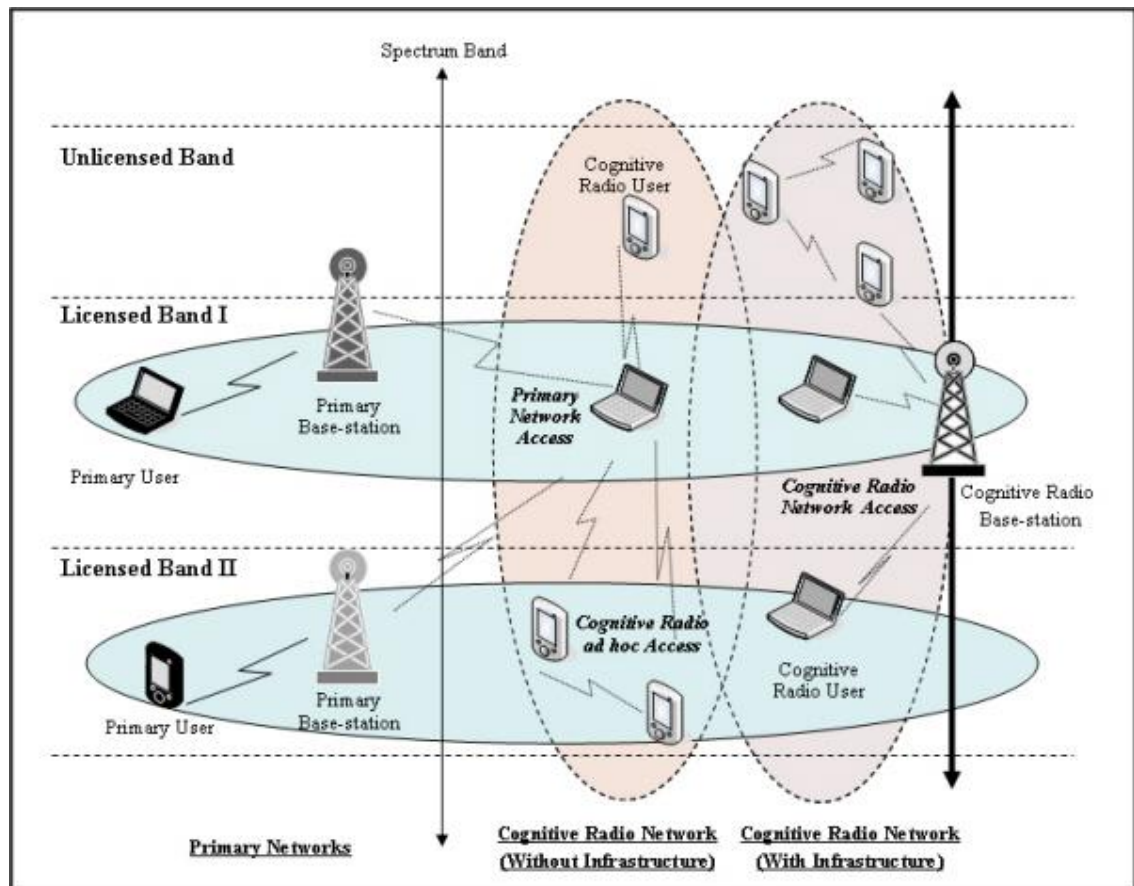 Spectrum Band
Unlicensed Band
Cognitive
Radio User
Licensed Band I
Primary
Base-station
Primary User
Primary
Network
Access
Cognitive Radio
Network Access
Cognitive Radio
Base-station
Licensed Band II
Primary
Base-station
Primary User
Cognitive Radio
ad hoc Access
Cognitive
Radio User
Primary Networks
Cognitive Radio Network
(Without Infrastructure)
Cognitive Radio Network
(With Infrastructure)